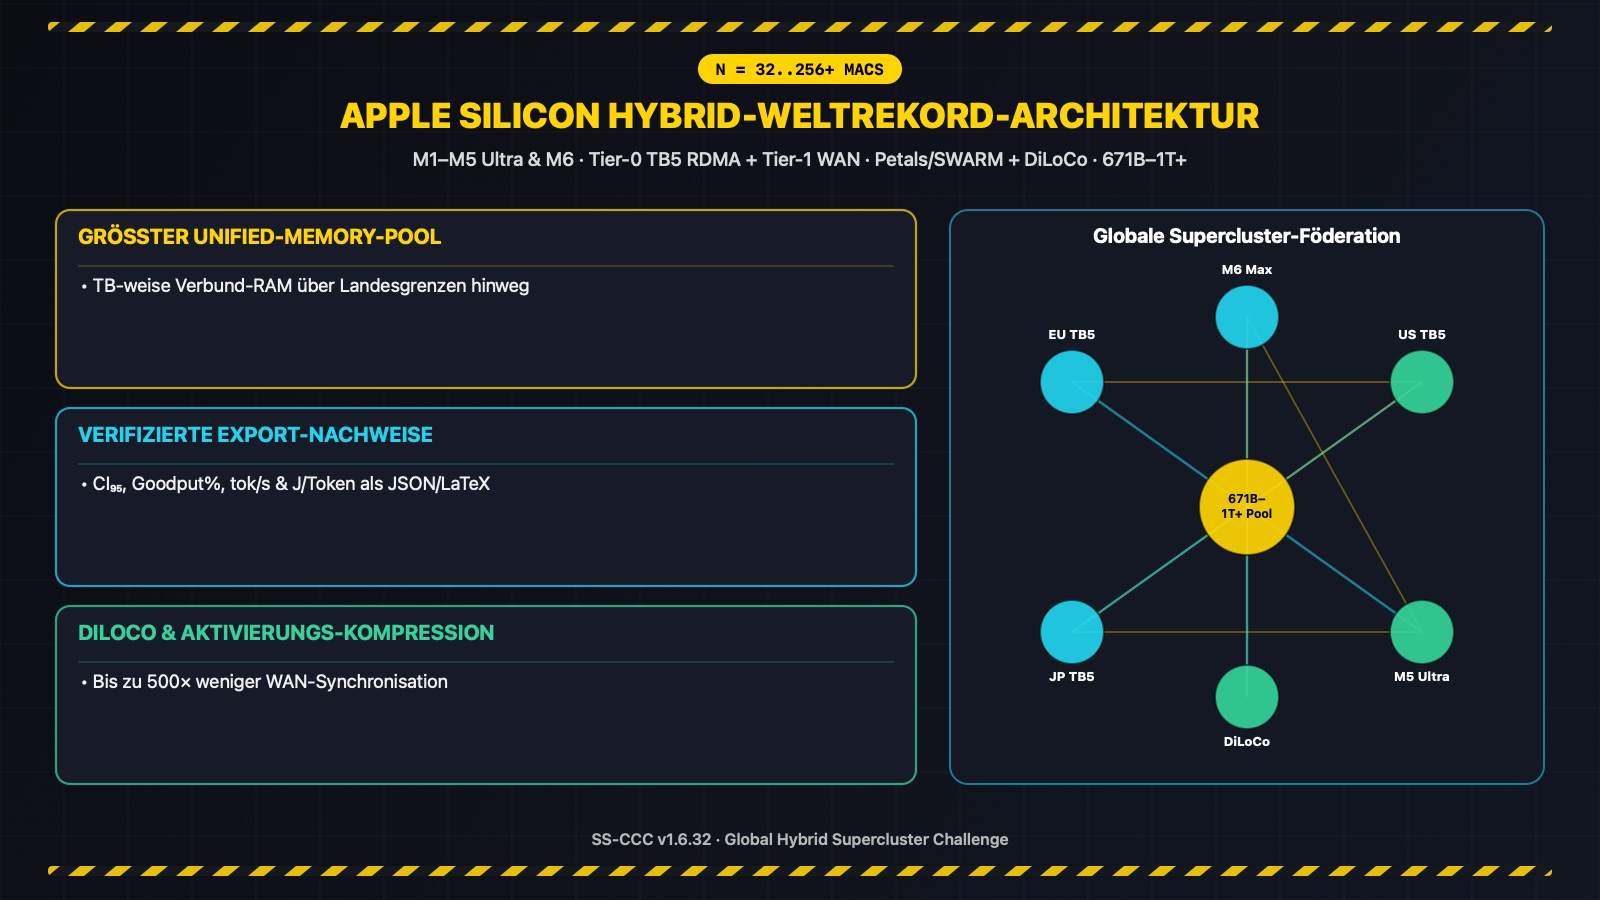 N = 32..256+ MACS
APPLE SILICON HYBRID-WELTREKORD-ARCHITEKTUR
M1–M5 Ultra & M6 · Tier-0 TB5 RDMA + Tier-1 WAN · Petals/SWARM + DiLoCo · 671B–1T+
GRÖSSTER UNIFIED-MEMORY-POOL
• TB-weise Verbund-RAM über Landesgrenzen hinweg
VERIFIZIERTE EXPORT-NACHWEISE
• CI₉₅, Goodput%, tok/s & J/Token als JSON/LaTeX
DILOCO & AKTIVIERUNGS-KOMPRESSION
• Bis zu 500× weniger WAN-Synchronisation
Globale Supercluster-Föderation
M6 Max
EU TB5
US TB5
671B–
1T+ Pool
JP TB5
M5 Ultra
DiLoCo
SS-CCC v1.6.32 · Global Hybrid Supercluster Challenge